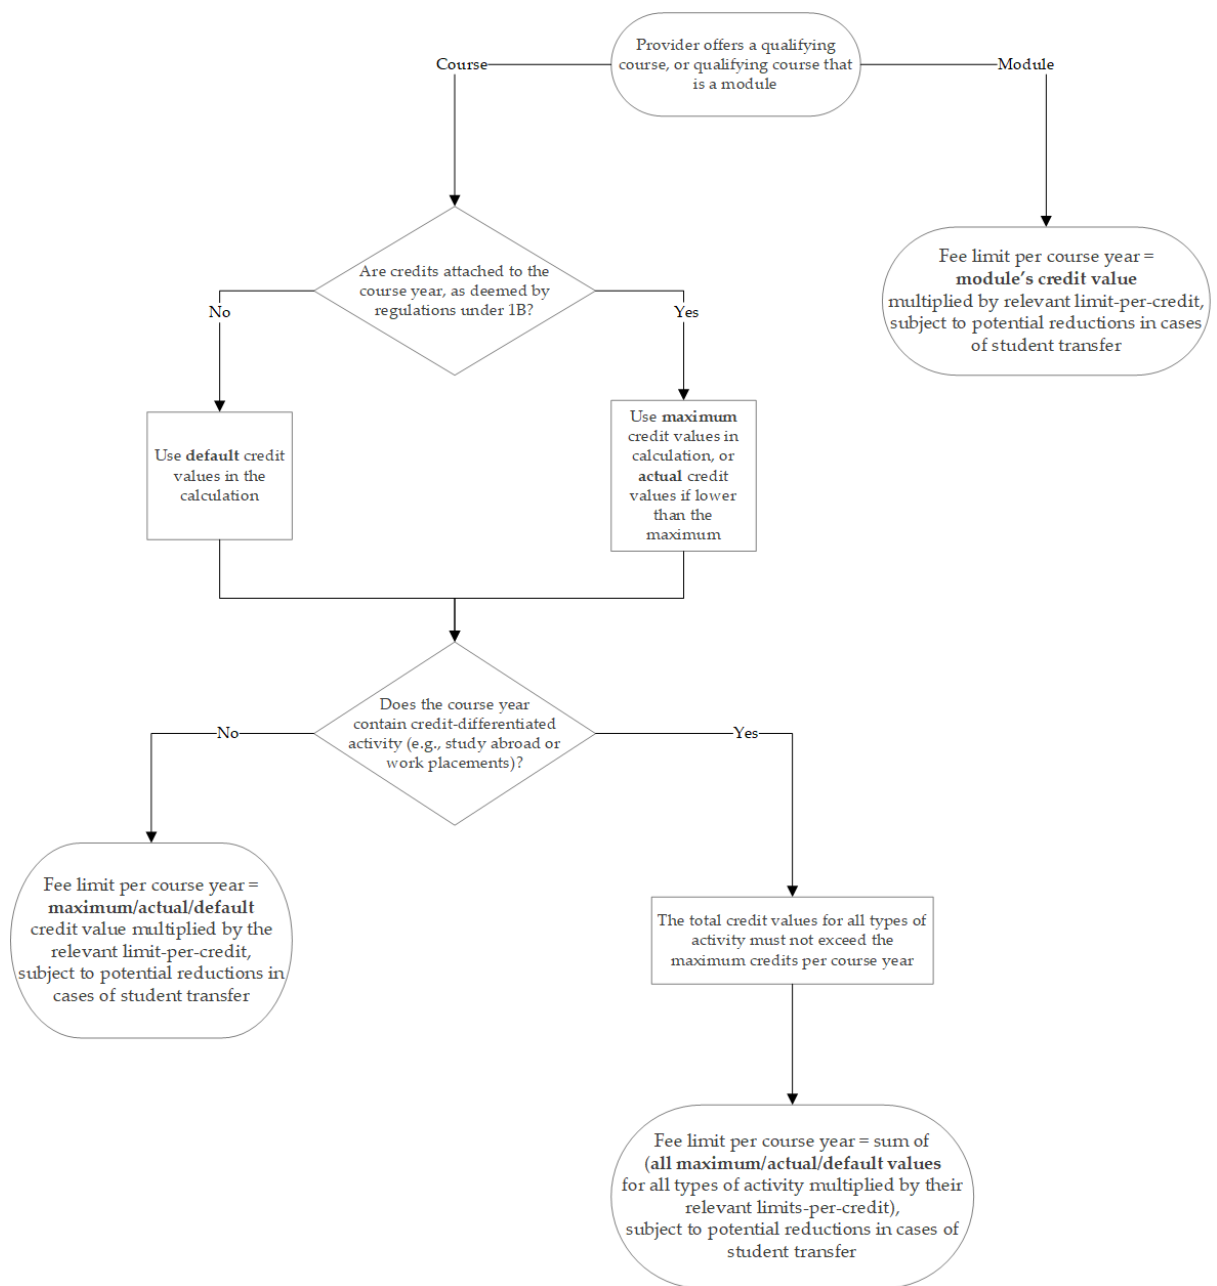 Provider offers a qualifying
course, or qualifying course that
is a module
Course
Module
Are credits attached to the
course year, as deemed by
regulations under 1B?
No
Yes
Fee limit per course year =
module's credit value
multiplied by relevant limit-per-credit,
subject to potential reductions in cases
of student transfer
Use default credit
values in the
calculation
Use maximum
credit values in
calculation, or
actual credit
values if lower
than the
maximum
Does the course year
contain credit-differentiated
activity (e.g., study abroad or
work placements)?
No
Yes
Fee limit per course year =
maximum/actual/default
credit value multiplied by the
relevant limit-per-credit,
subject to potential reductions in
cases of student transfer
The total credit values for all types of
activity must not exceed the
maximum credits per course year
Fee limit per course year = sum of
(all maximum/actual/default values
for all types of activity multiplied by their
relevant limits-per-credit),
subject to potential reductions in cases of
student transfer